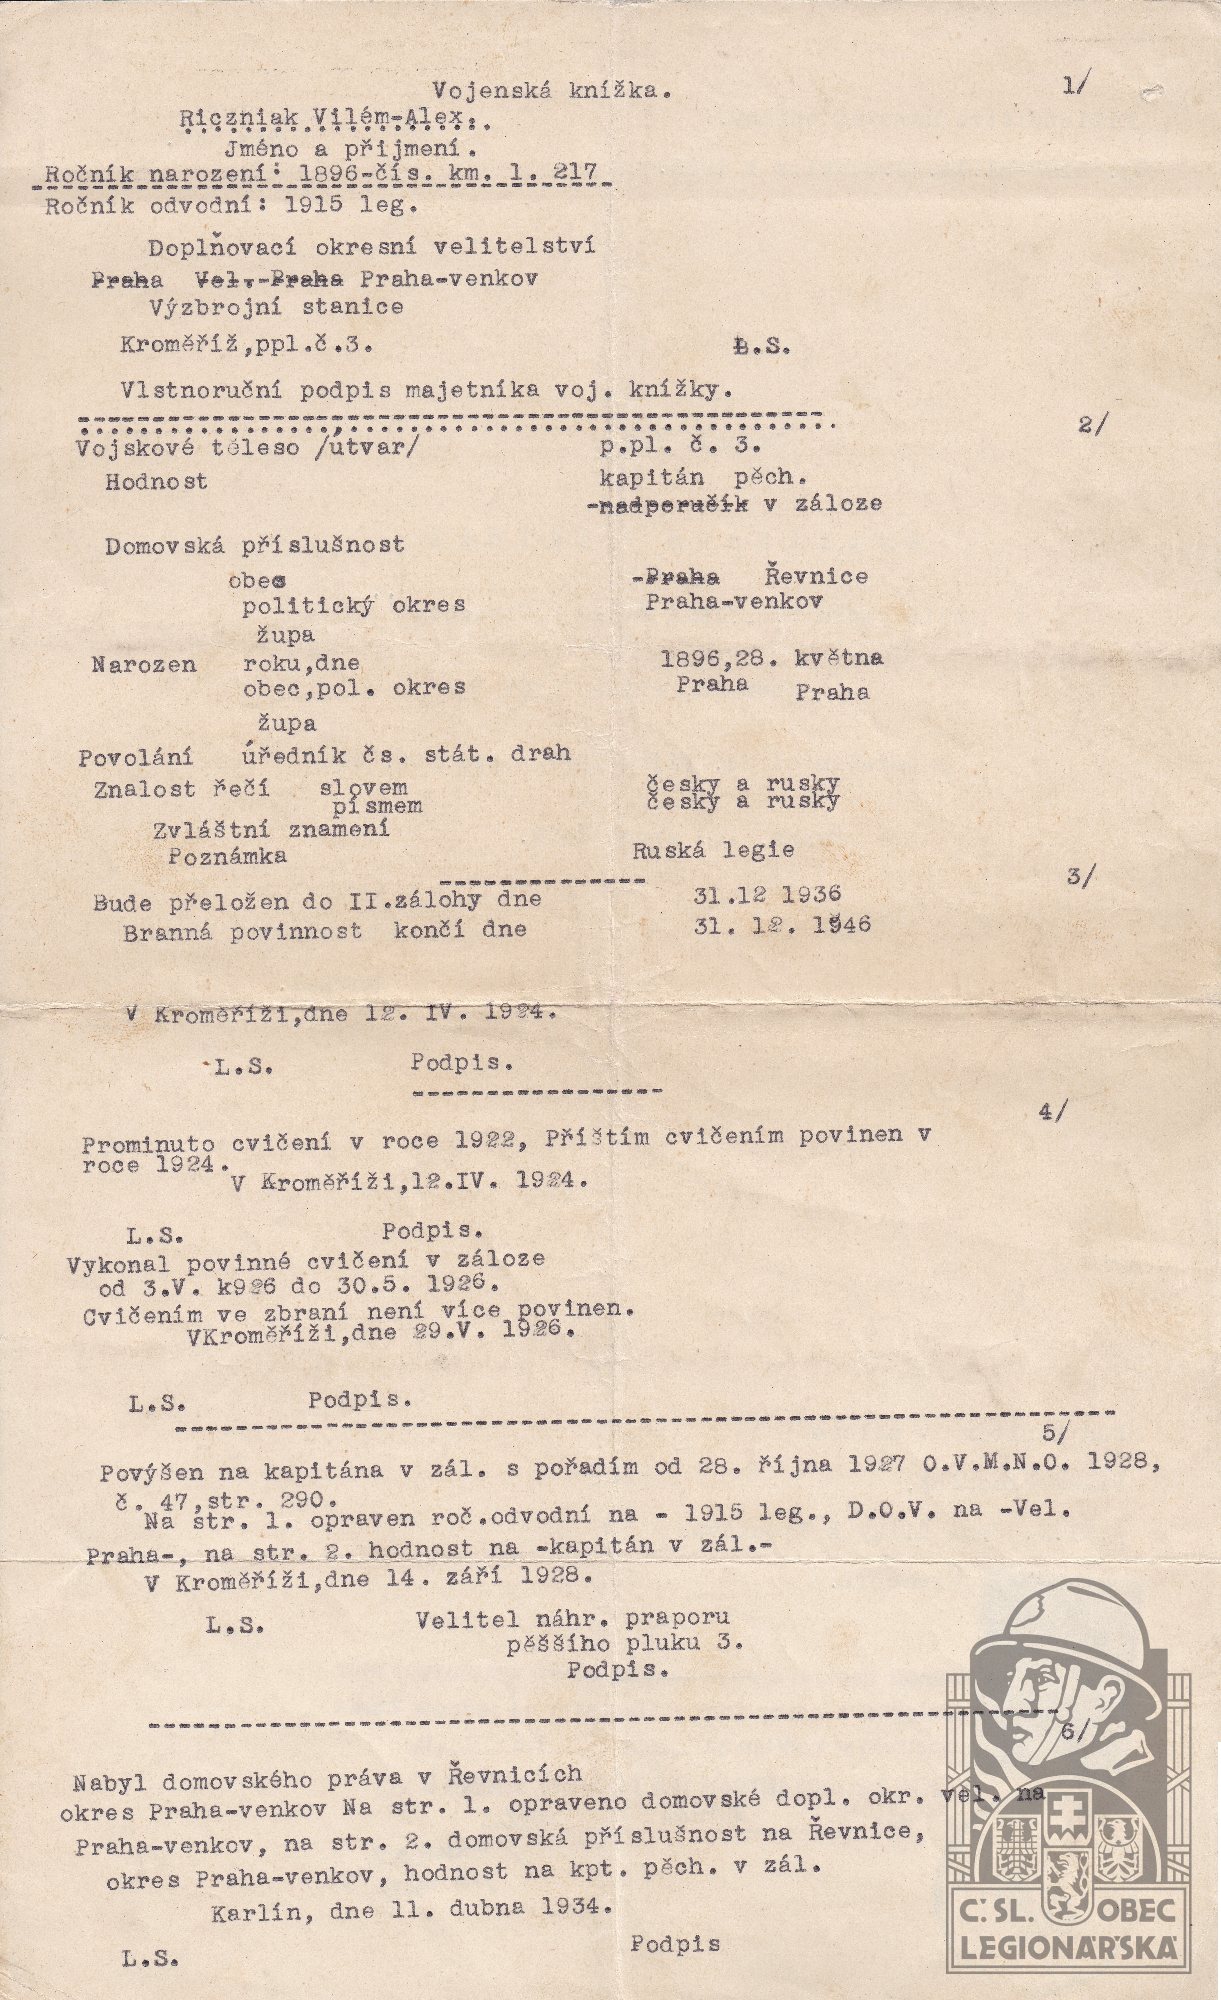 Vojenská knížka. 1/
Riczniak Vilém-Alex.
Jméno a přijmení.
Ročník narození: 1896-čís. km. l. 217
Ročník odvodní: 1915 leg.
Doplňovací okresní velitelství
Praha Vel.-Praha Praha-venkov
Výzbrojní stanice
Kroměříž,ppl.č.3. L.S.
Vlstnoruční podpis majetníka voj. knížky.
2/
Vojskové těleso /útvar/ p.pl. č. 3.
Hodnost kapitán pěch.
-nadporučík v záloze
Domovská příslušnost
obec -Praha Řevnice
politický okres Praha-venkov
župa
Narozen roku,dne 1896,28. května
obec,pol. okres Praha Praha
župa
Povolání úředník čs. stát. drah
Znalost řečí slovem česky a rusky
písmem česky a rusky
Zvláštní znamení
Poznámka Ruská legie
3/
Bude přeložen do II.zálohy dne 31.12 1936
Branná povinnost končí dne 31. 12. 1946
V Kroměříži,dne 12. IV. 1924.
L.S. Podpis.
4/
Prominuto cvičení v roce 1922, Příštím cvičením povinen v
roce 1924.
V Kroměříži,12.IV. 1924.
L.S. Podpis.
Vykonal povinné cvičení v záloze
od 3.V. k926 do 30.5. 1926.
Cvičením ve zbraní není více povinen.
VKroměříži,dne 29.V. 1926.
L.S. Podpis.
5/
Povýšen na kapitána v zál. s pořadím od 28. října 1927 O.V.M.N.O. 1928,
č. 47,str. 290.
Na str. 1. opraven roč.odvodní na - 1915 leg., D.O.V. na -Vel.
Praha-, na str. 2. hodnost na -kapitán v zál.-
V Kroměříži,dne 14. září 1928.
L.S. Velitel náhr. praporu
pěššího pluku 3.
Podpis.
6/
Nabyl domovského práva v Řevnicích
okres Praha-venkov Na str. 1. opraveno domovské dopl. okr. vel. na
Praha-venkov, na str. 2. domovská příslušnost na Řevnice,
okres Praha-venkov, hodnost na kpt. pěch. v zál.
Karlín, dne 11. dubna 1934.
L.S. Podpis
Č.SL. OBEC
LEGIONÁŘSKÁ